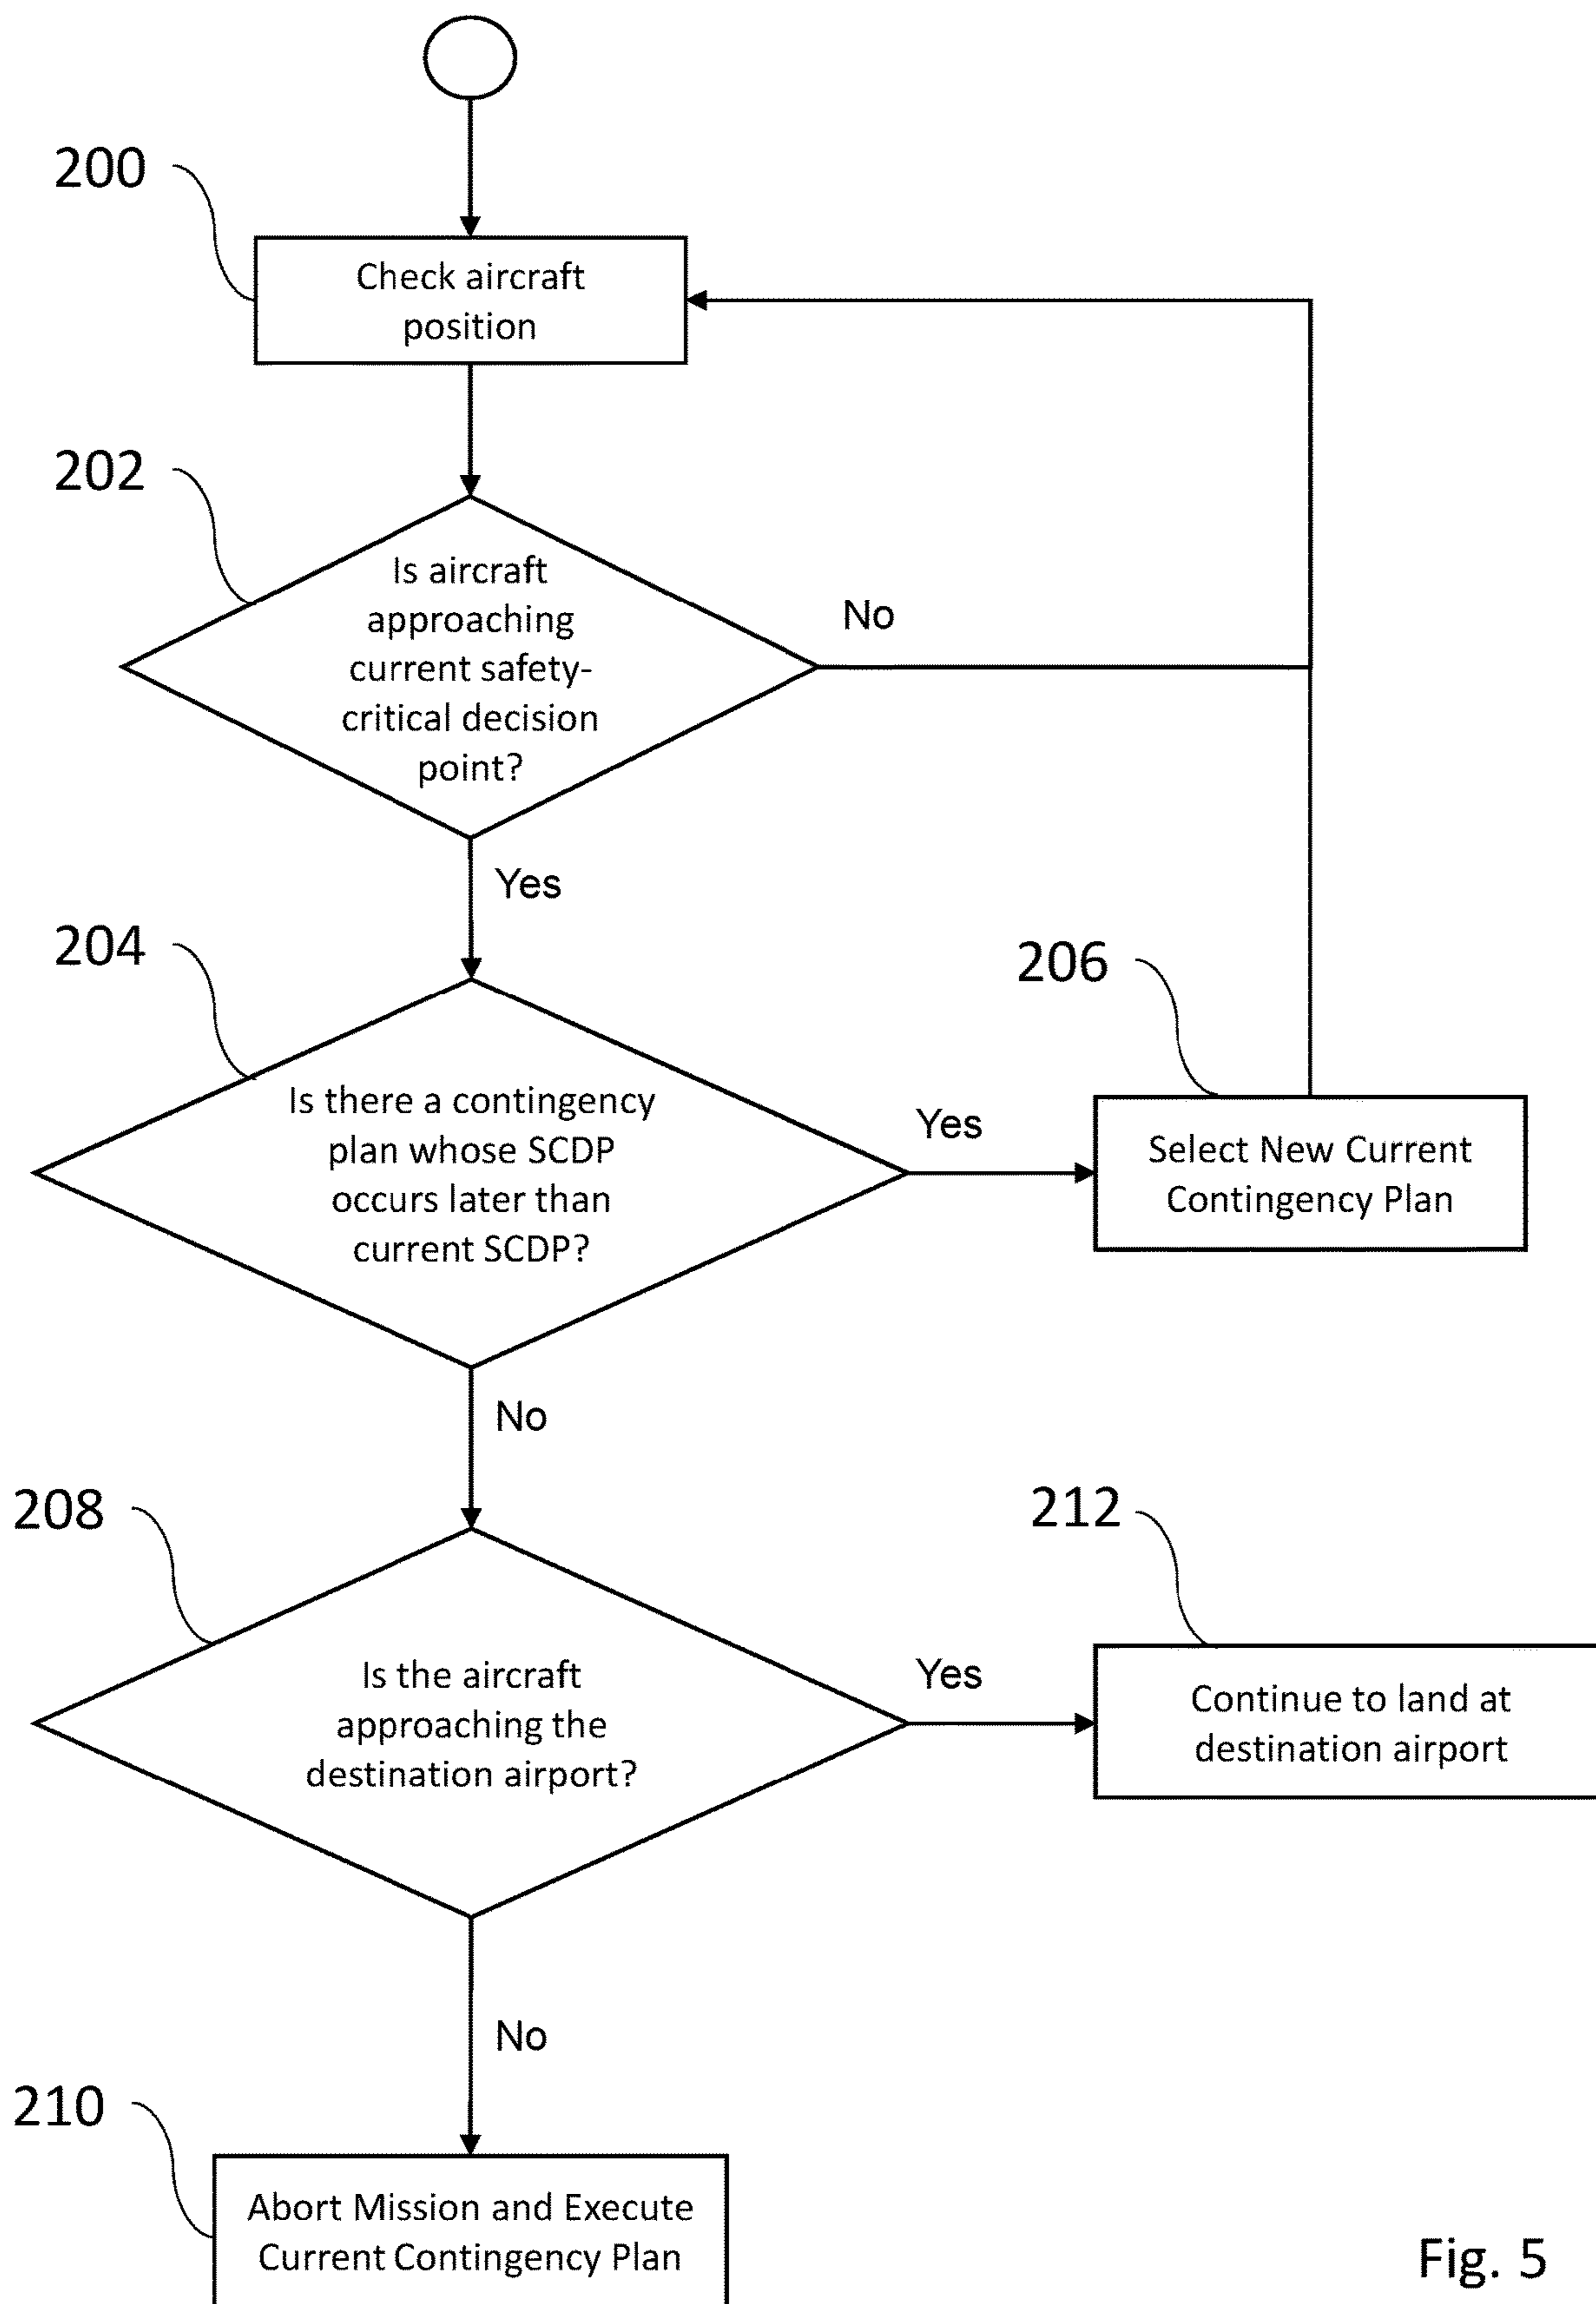 200
Check aircraft
position
202
Is aircraft
approaching
current safety-
critical decision
point?
No
Yes
204
Is there a contingency
plan whose SCDP
occurs later than
current SCDP?
Yes
206
Select New Current
Contingency Plan
No
208
Is the aircraft
approaching the
destination airport?
Yes
212
Continue to land at
destination airport
No
210
Abort Mission and Execute
Current Contingency Plan
Fig. 5